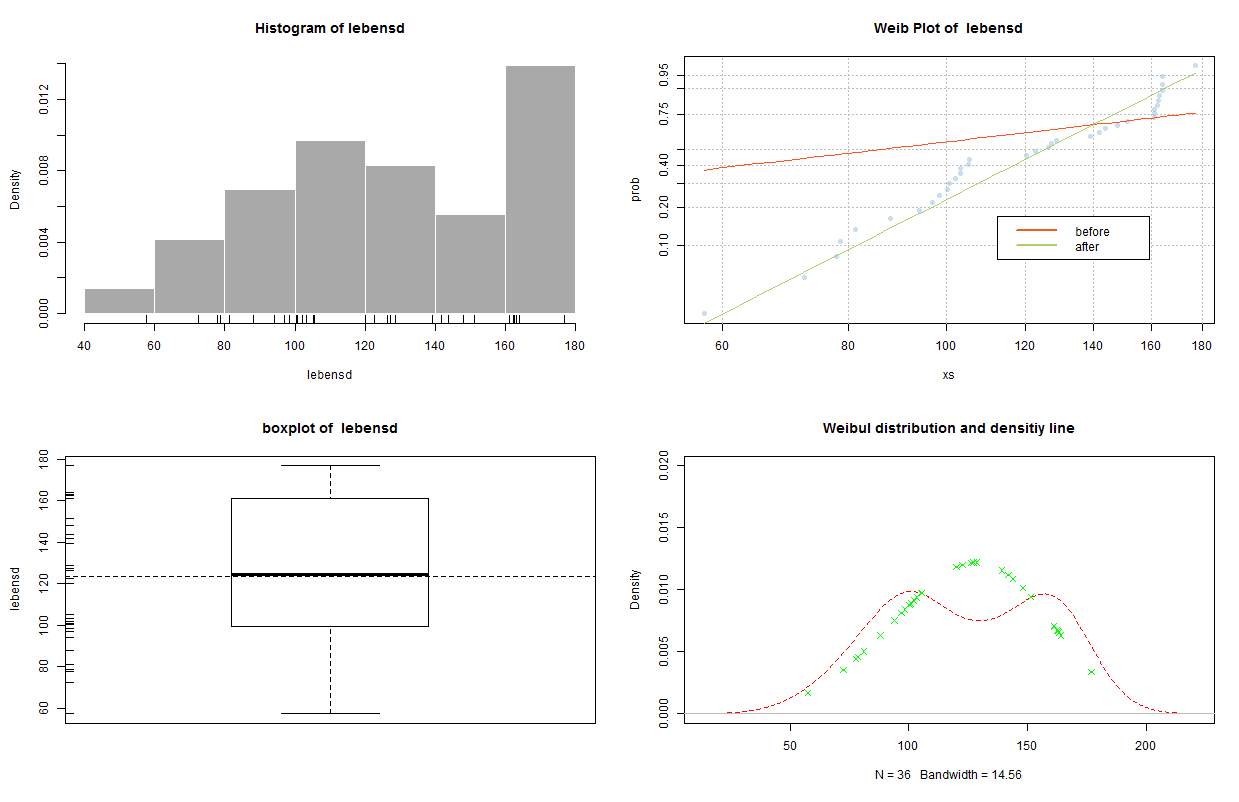 Histogram of lebensd
Density
0.000 0.004 0.008 0.012
40 60 80 100 120 140 160 180
lebensd
Weib Plot of lebensd
prob
0.10 0.20 0.40 0.75 0.95
before
after
60 80 100 120 140 160 180
xs
boxplot of lebensd
lebensd
60 80 100 120 140 160 180
Weibul distribution and densitiy line
Density
0.000 0.005 0.010 0.015 0.020
50 100 150 200
N = 36 Bandwidth = 14.56